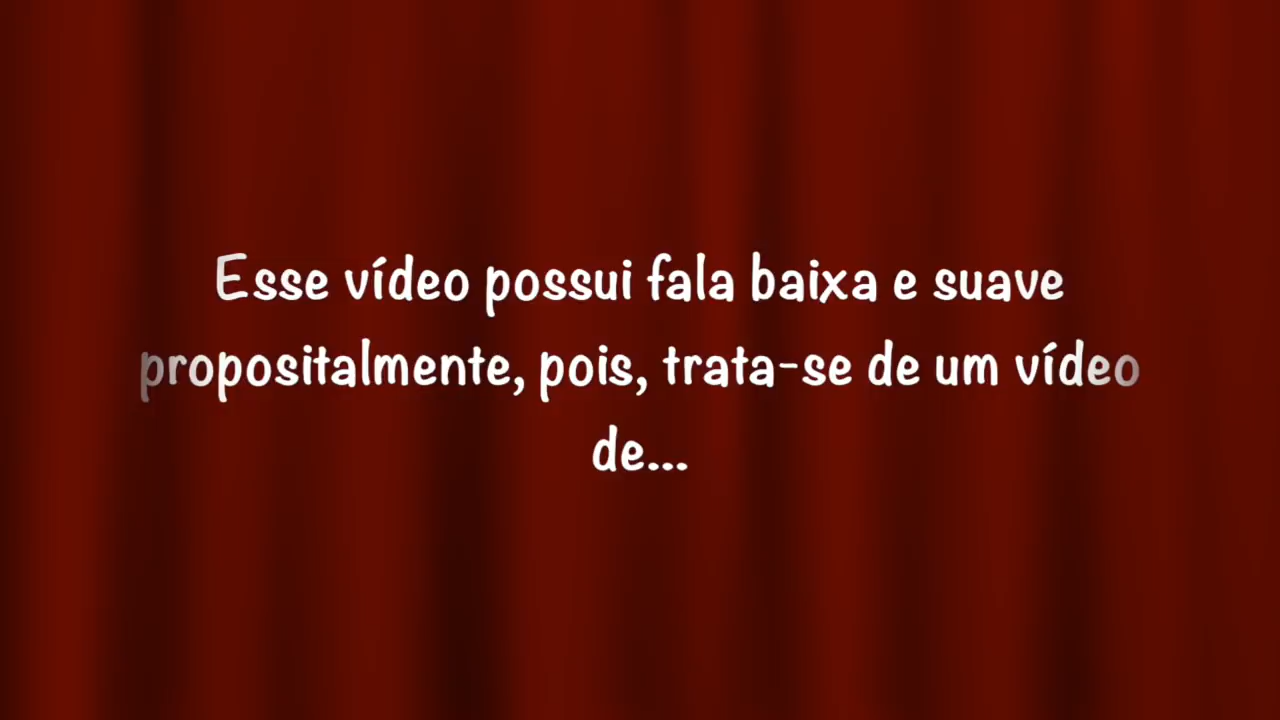 Esse vídeo possui fala baixa e suave
propositalmente, pois, trata-se de um vídeo
de...